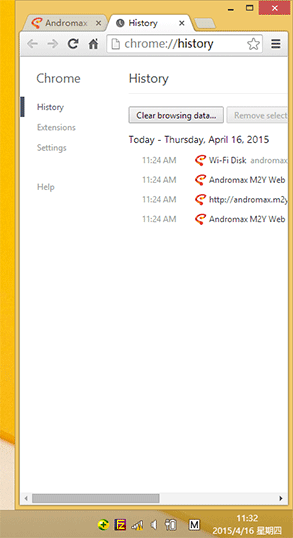 Andromax
History
chrome://history
Chrome
History
History
Extensions
Settings
Help
Clear browsing data...
Remove select
Today - Thursday, April 16, 2015
11:24 AM Wi-Fi Disk andromax
11:24 AM Andromax M2Y Web
11:24 AM http://andromax.m2y
11:24 AM Andromax M2Y Web
M
11:32
2015/4/16 星期四